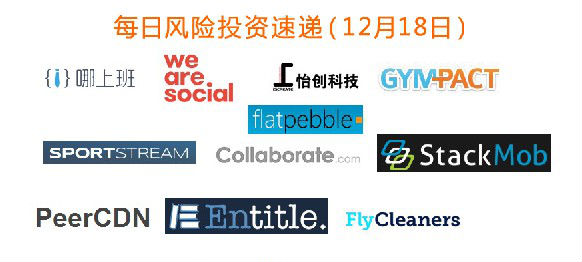 每日风险投资速递(12月18日)
{i} 哪上班
we
are
social
怡创科技
GYMPACT
flatpebble
SPORTSTREAM
Collaborate.com
StackMob
PeerCDN
Entitle.
FlyCleaners